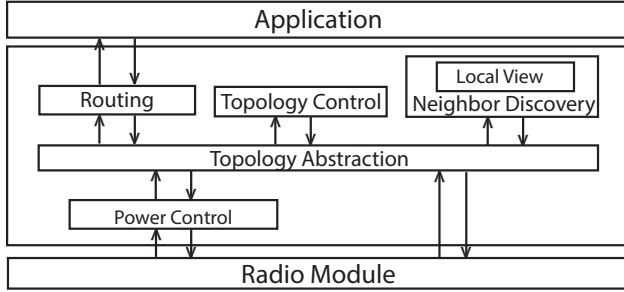 Application
Local View
Routing
Topology Control
Neighbor Discovery
Topology Abstraction
Power Control
Radio Module